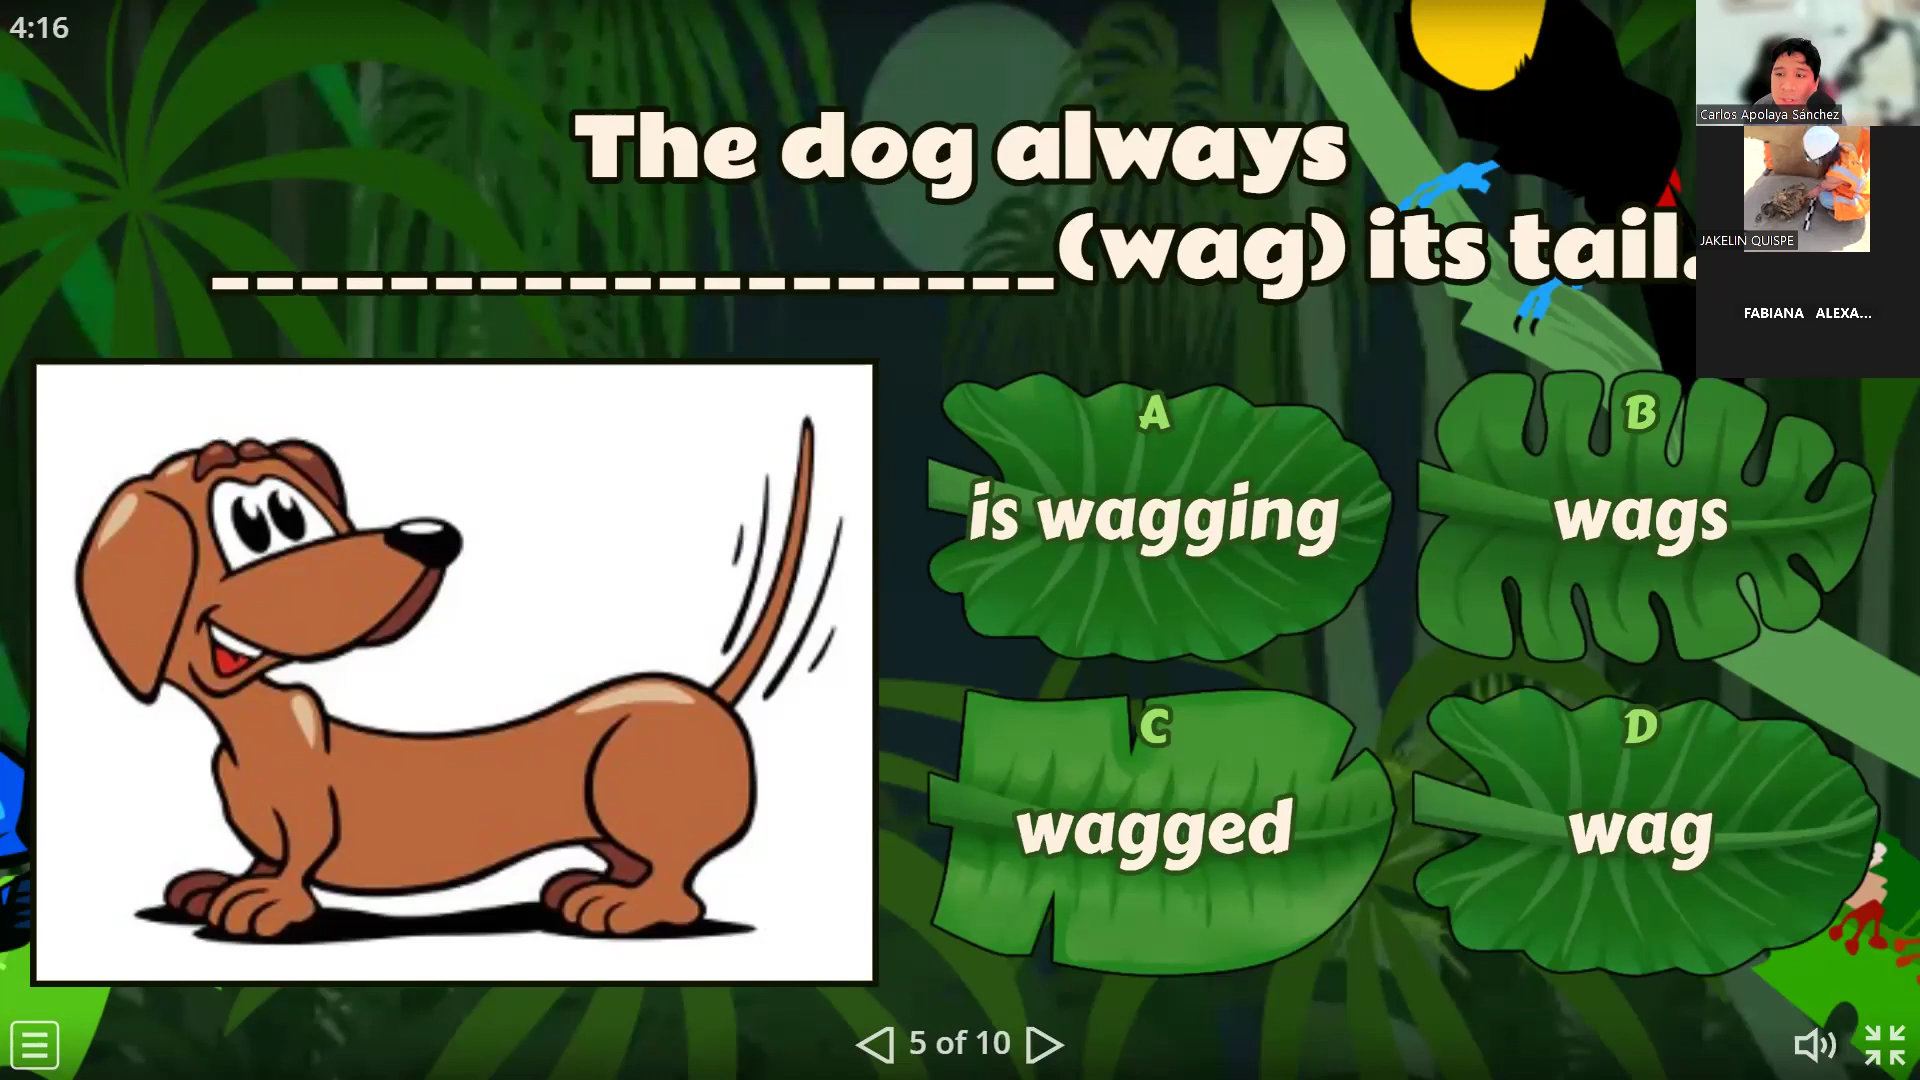 4:16
The dog always
___________________(wag) its tail.
A
is wagging
B
wags
C
wagged
D
wag
5 of 10
Carlos Apolaya Sánchez
JAKELIN QUISPE
FABIANA ALEXA...